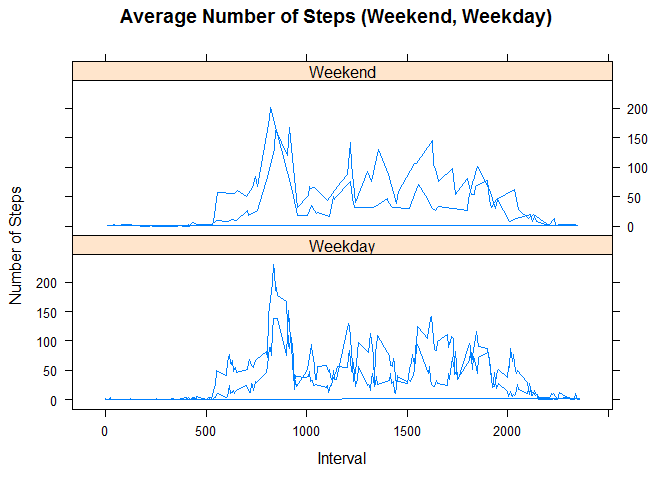 Average Number of Steps (Weekend, Weekday)
Weekend
200
150
100
50
0
Number of Steps
Weekday
200
150
100
50
0
0 500 1000 1500 2000
Interval